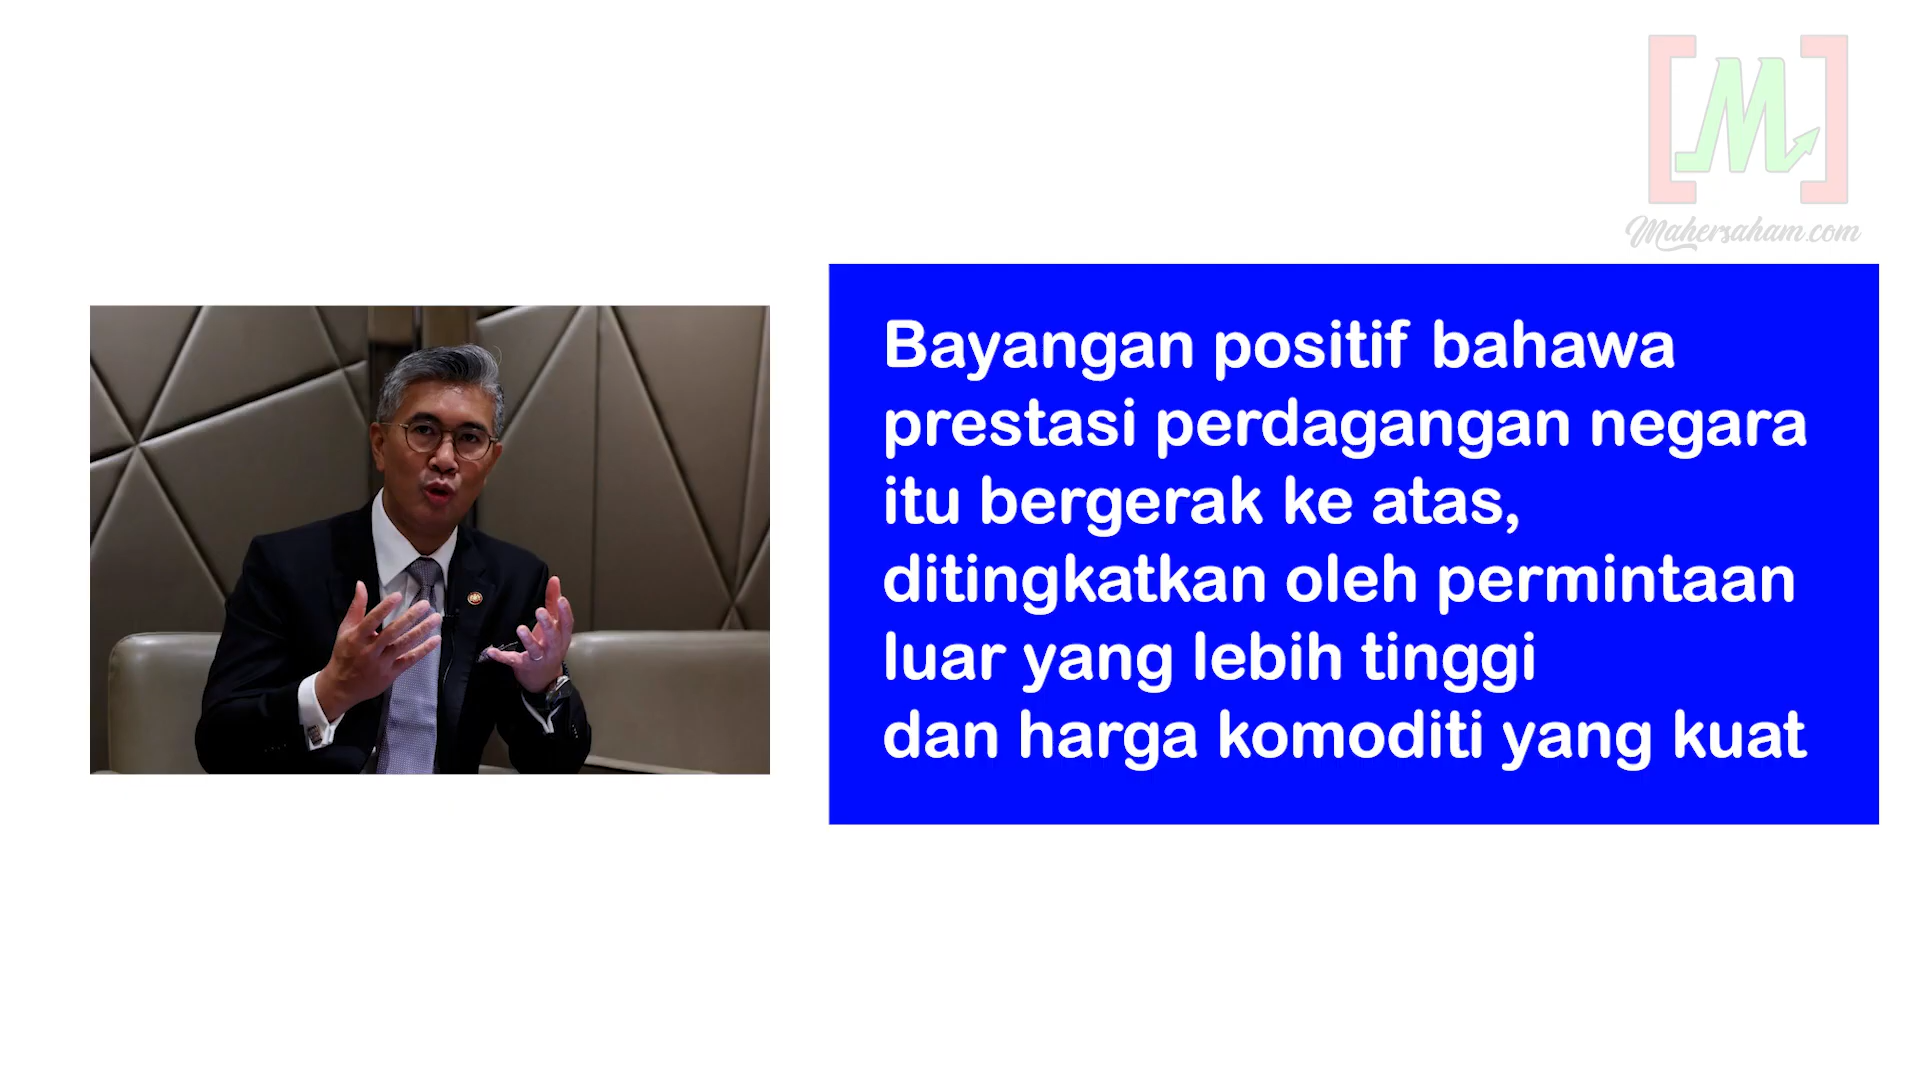 M
Mahersaham.com
Bayangan positif bahawa
prestasi perdagangan negara
itu bergerak ke atas,
ditingkatkan oleh permintaan
luar yang lebih tinggi
dan harga komoditi yang kuat